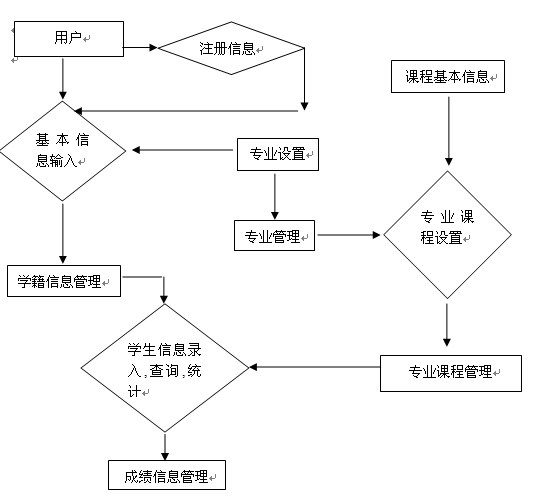 用户
注册信息
课程基本信息
基本信
息输入
专业设置
专业课
程设置
专业管理
学籍信息管理
学生信息录
入,查询,统
计
专业课程管理
成绩信息管理